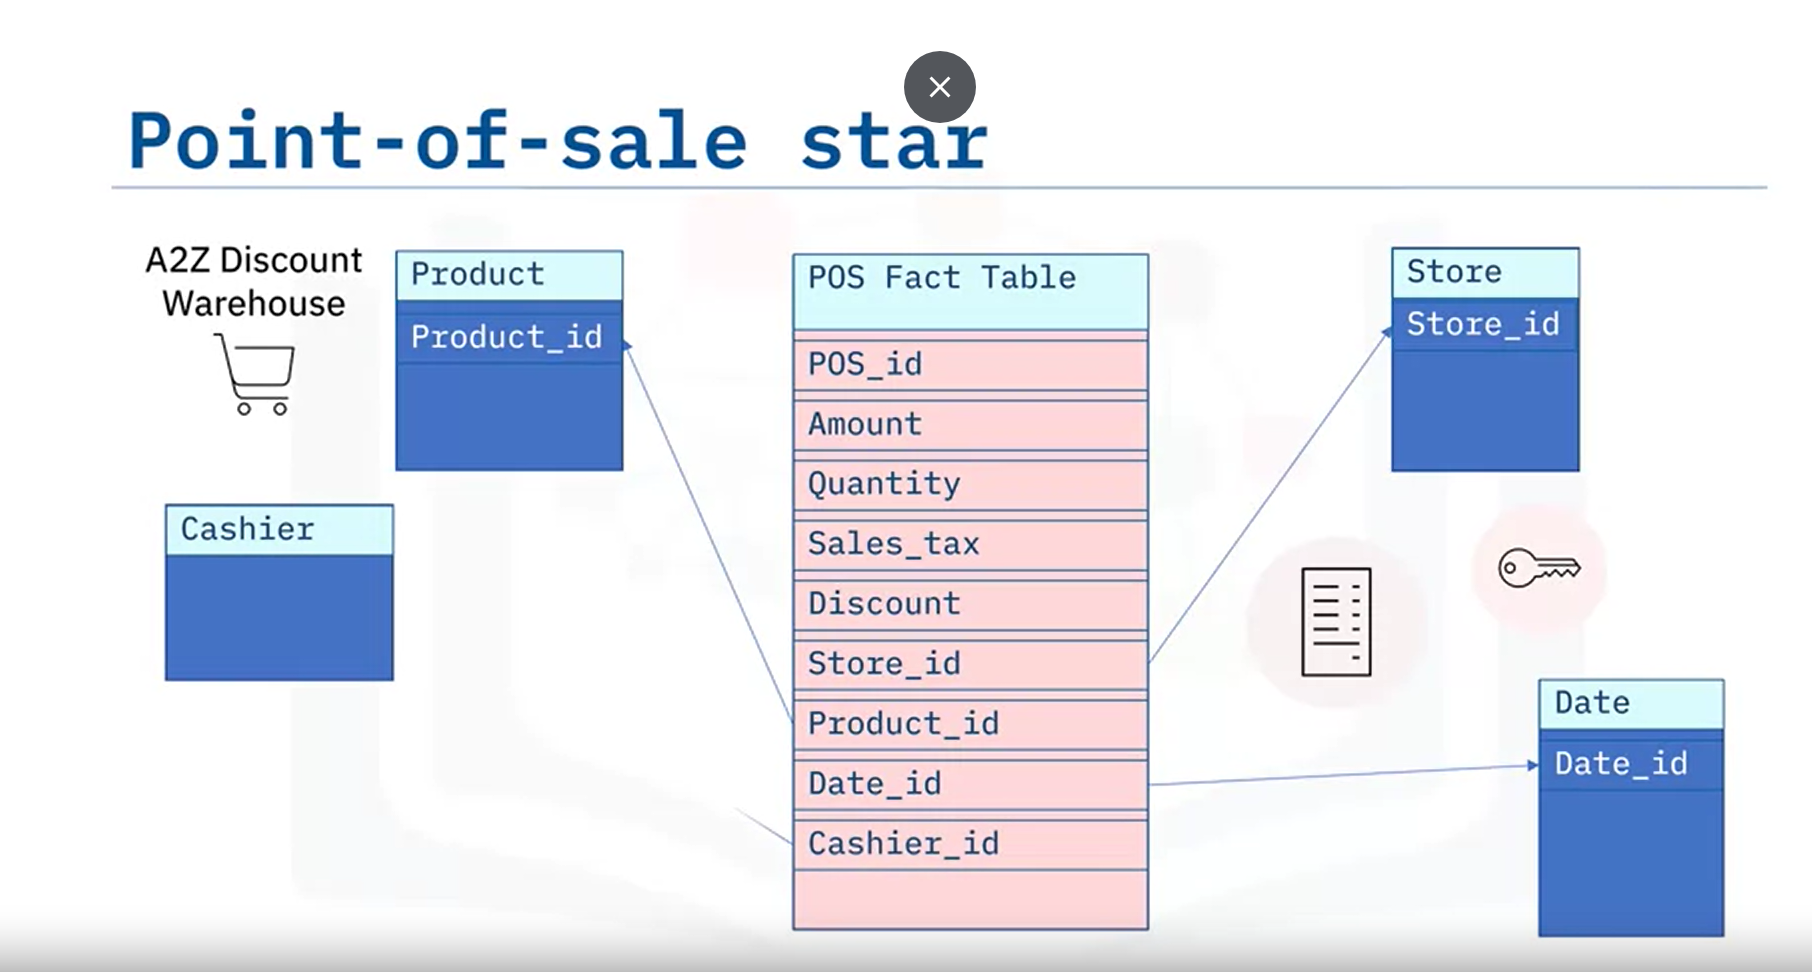 Point-of-sale star
A2Z Discount
Warehouse
Product
Product_id
Cashier
POS Fact Table
POS_id
Amount
Quantity
Sales_tax
Discount
Store_id
Product_id
Date_id
Cashier_id
Store
Store_id
Date
Date_id